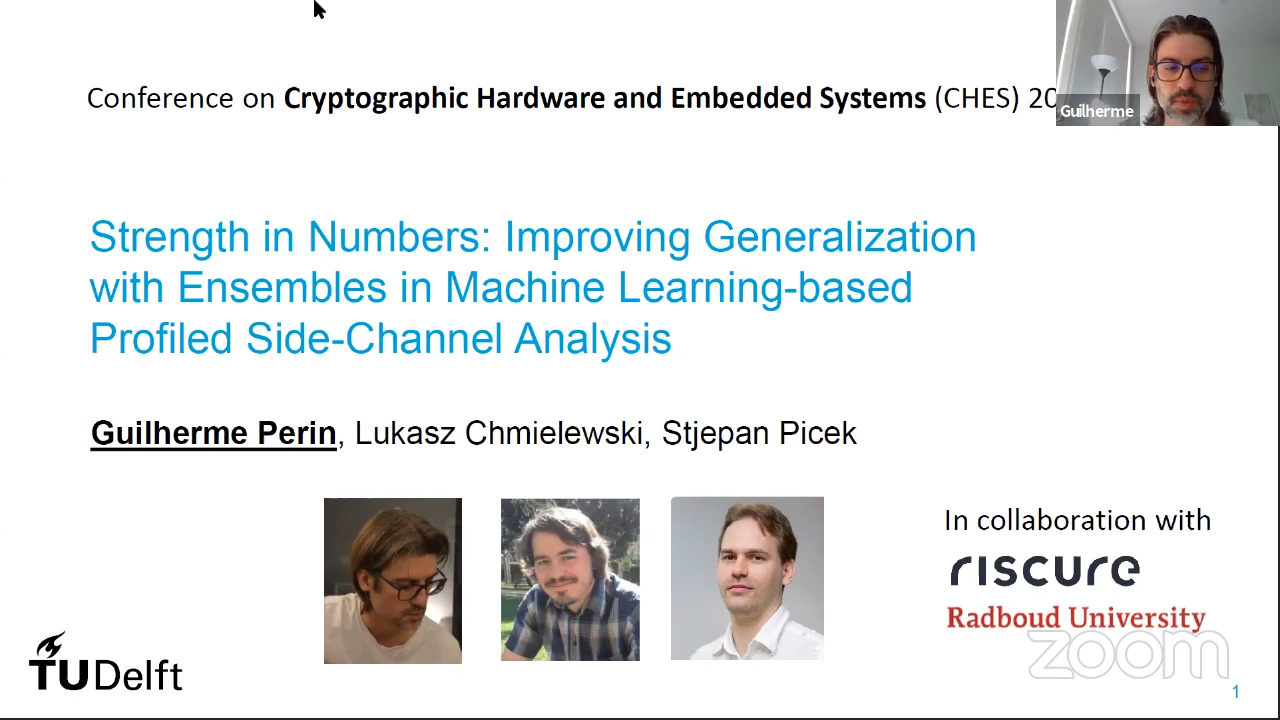 Conference on Cryptographic Hardware and Embedded Systems (CHES) 20
Guilherme
Strength in Numbers: Improving Generalization
with Ensembles in Machine Learning-based
Profiled Side-Channel Analysis
Guilherme Perin, Lukasz Chmielewski, Stjepan Picek
In collaboration with
riscure
Radboud University
zoom
TUDelft
1